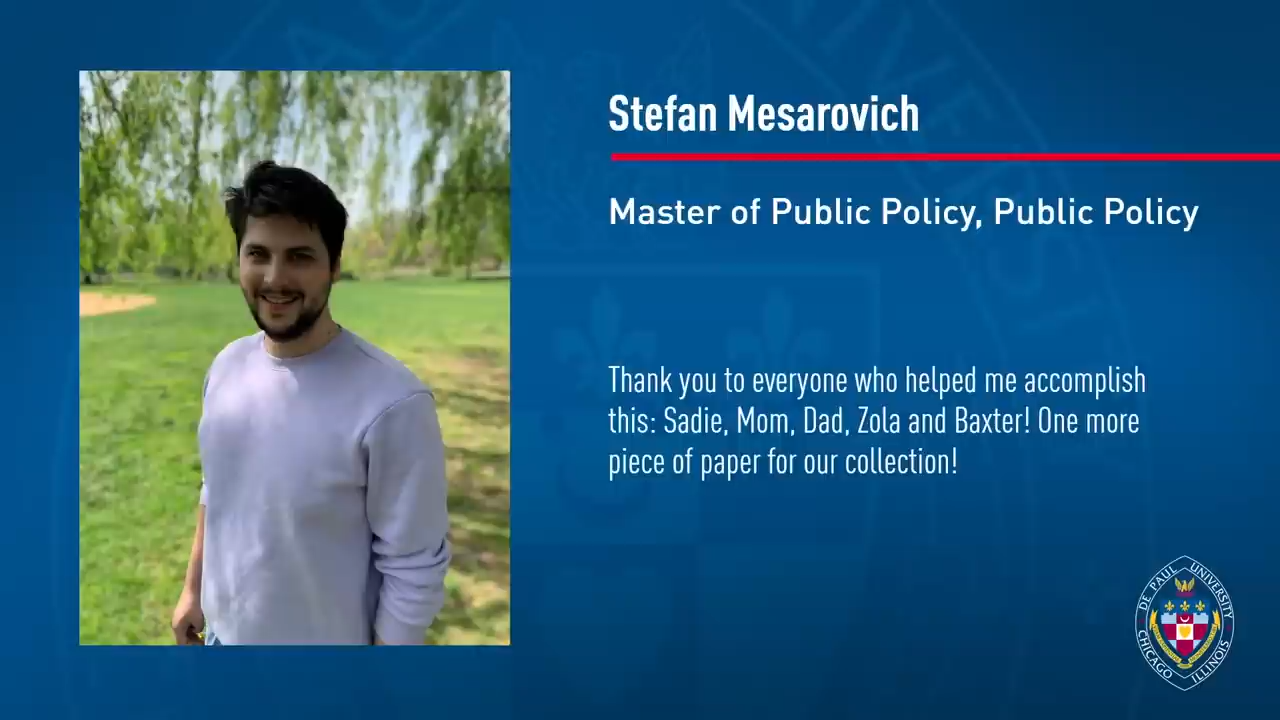 Stefan Mesarovich
Master of Public Policy, Public Policy
Thank you to everyone who helped me accomplish
this: Sadie, Mom, Dad, Zola and Baxter! One more
piece of paper for our collection!
DE PAUL UNIVERSITY
CHICAGO ILLINOIS